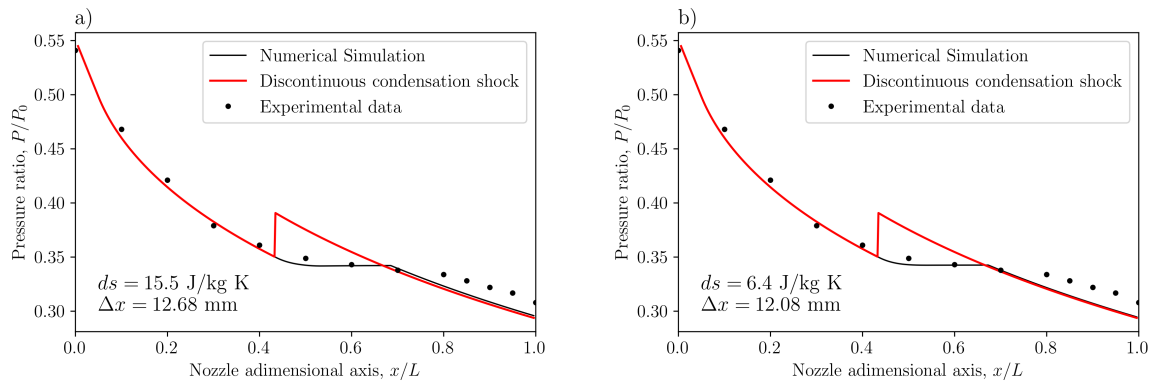 a)
0.55
0.50
0.45
0.40
0.35
0.30
Pressure ratio, P/P₀
Numerical Simulation
Discontinuous condensation shock
Experimental data
ds = 15.5 J/kg K
Δx = 12.68 mm
0.0 0.2 0.4 0.6 0.8 1.0
Nozzle adimensional axis, x/L
b)
0.55
0.50
0.45
0.40
0.35
0.30
Pressure ratio, P/P₀
Numerical Simulation
Discontinuous condensation shock
Experimental data
ds = 6.4 J/kg K
Δx = 12.08 mm
0.0 0.2 0.4 0.6 0.8 1.0
Nozzle adimensional axis, x/L